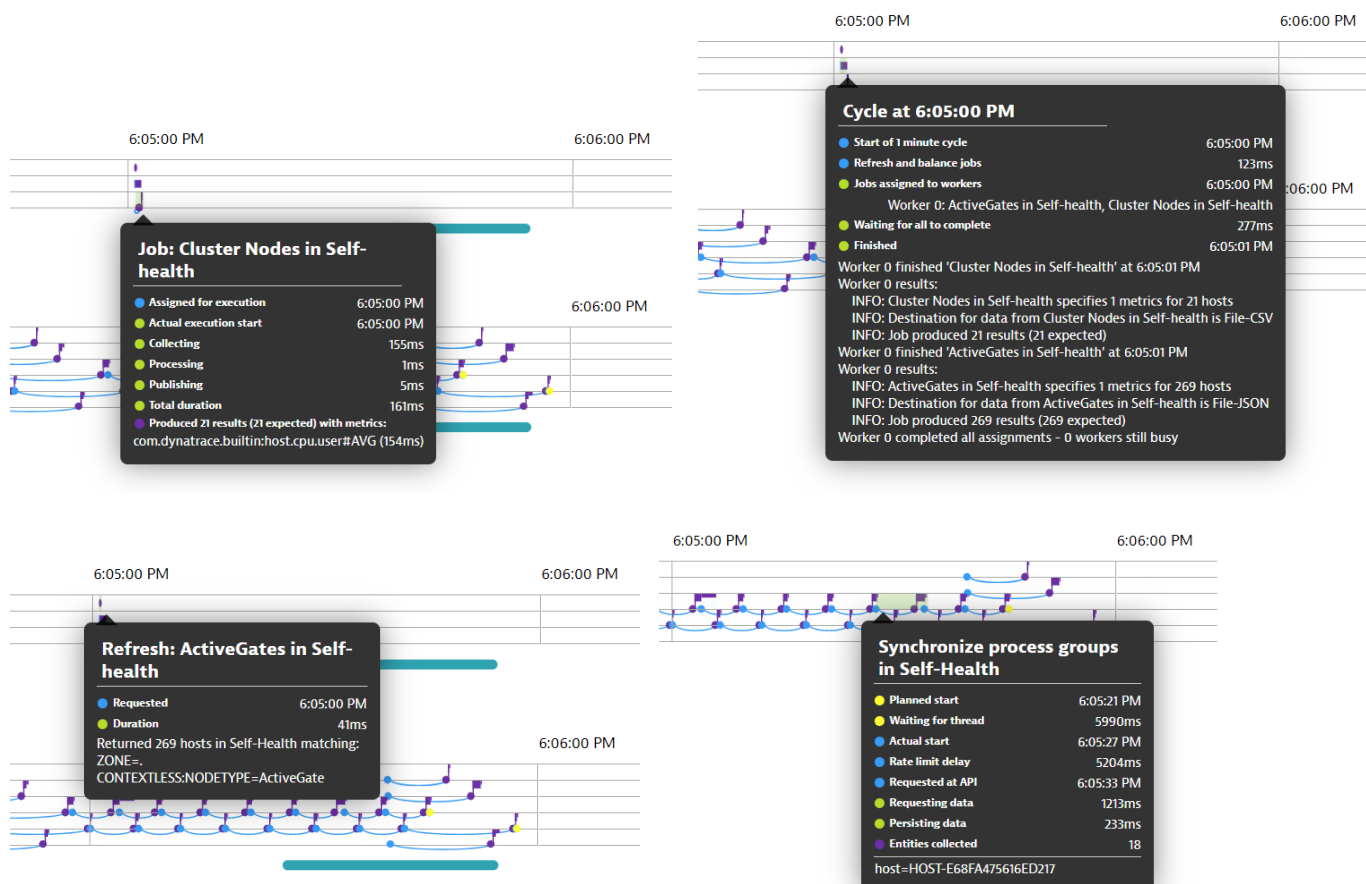 6:05:00 PM 6:06:00 PM
Job: Cluster Nodes in Self-
health
Assigned for execution 6:05:00 PM
Actual execution start 6:05:00 PM
Collecting 155ms
Processing 1ms
Publishing 5ms
Total duration 161ms
Produced 21 results (21 expected) with metrics:
com.dynatrace.builtin:host.cpu.user#AVG (154ms)
6:06:00 PM
6:05:00 PM 6:06:00 PM
Cycle at 6:05:00 PM
Start of 1 minute cycle 6:05:00 PM
Refresh and balance jobs 123ms
Jobs assigned to workers 6:05:00 PM
Worker 0: ActiveGates in Self-health, Cluster Nodes in Self-health
Waiting for all to complete 277ms
Finished 6:05:01 PM
Worker 0 finished 'Cluster Nodes in Self-health' at 6:05:01 PM
Worker 0 results:
INFO: Cluster Nodes in Self-health specifies 1 metrics for 21 hosts
INFO: Destination for data from Cluster Nodes in Self-health is File-CSV
INFO: Job produced 21 results (21 expected)
Worker 0 finished 'ActiveGates in Self-health' at 6:05:01 PM
Worker 0 results:
INFO: ActiveGates in Self-health specifies 1 metrics for 269 hosts
INFO: Destination for data from ActiveGates in Self-health is File-JSON
INFO: Job produced 269 results (269 expected)
Worker 0 completed all assignments - 0 workers still busy
:06:00 PM
6:05:00 PM 6:06:00 PM
Refresh: ActiveGates in Self-
health
Requested 6:05:00 PM
Duration 41ms
Returned 269 hosts in Self-Health matching:
ZONE=.
CONTEXTLESS:NODETYPE=ActiveGate
6:06:00 PM
6:05:00 PM 6:06:00 PM
Synchronize process groups
in Self-Health
Planned start 6:05:21 PM
Waiting for thread 5990ms
Actual start 6:05:27 PM
Rate limit delay 5204ms
Requested at API 6:05:33 PM
Requesting data 1213ms
Persisting data 233ms
Entities collected 18
host=HOST-E68FA475616ED217